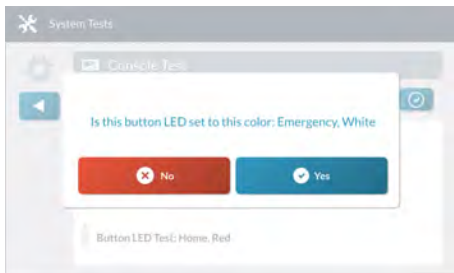 System Tests
Console Test
Is this button LED set to this color: Emergency, White
No
Yes
Button LED Test: Home, Red